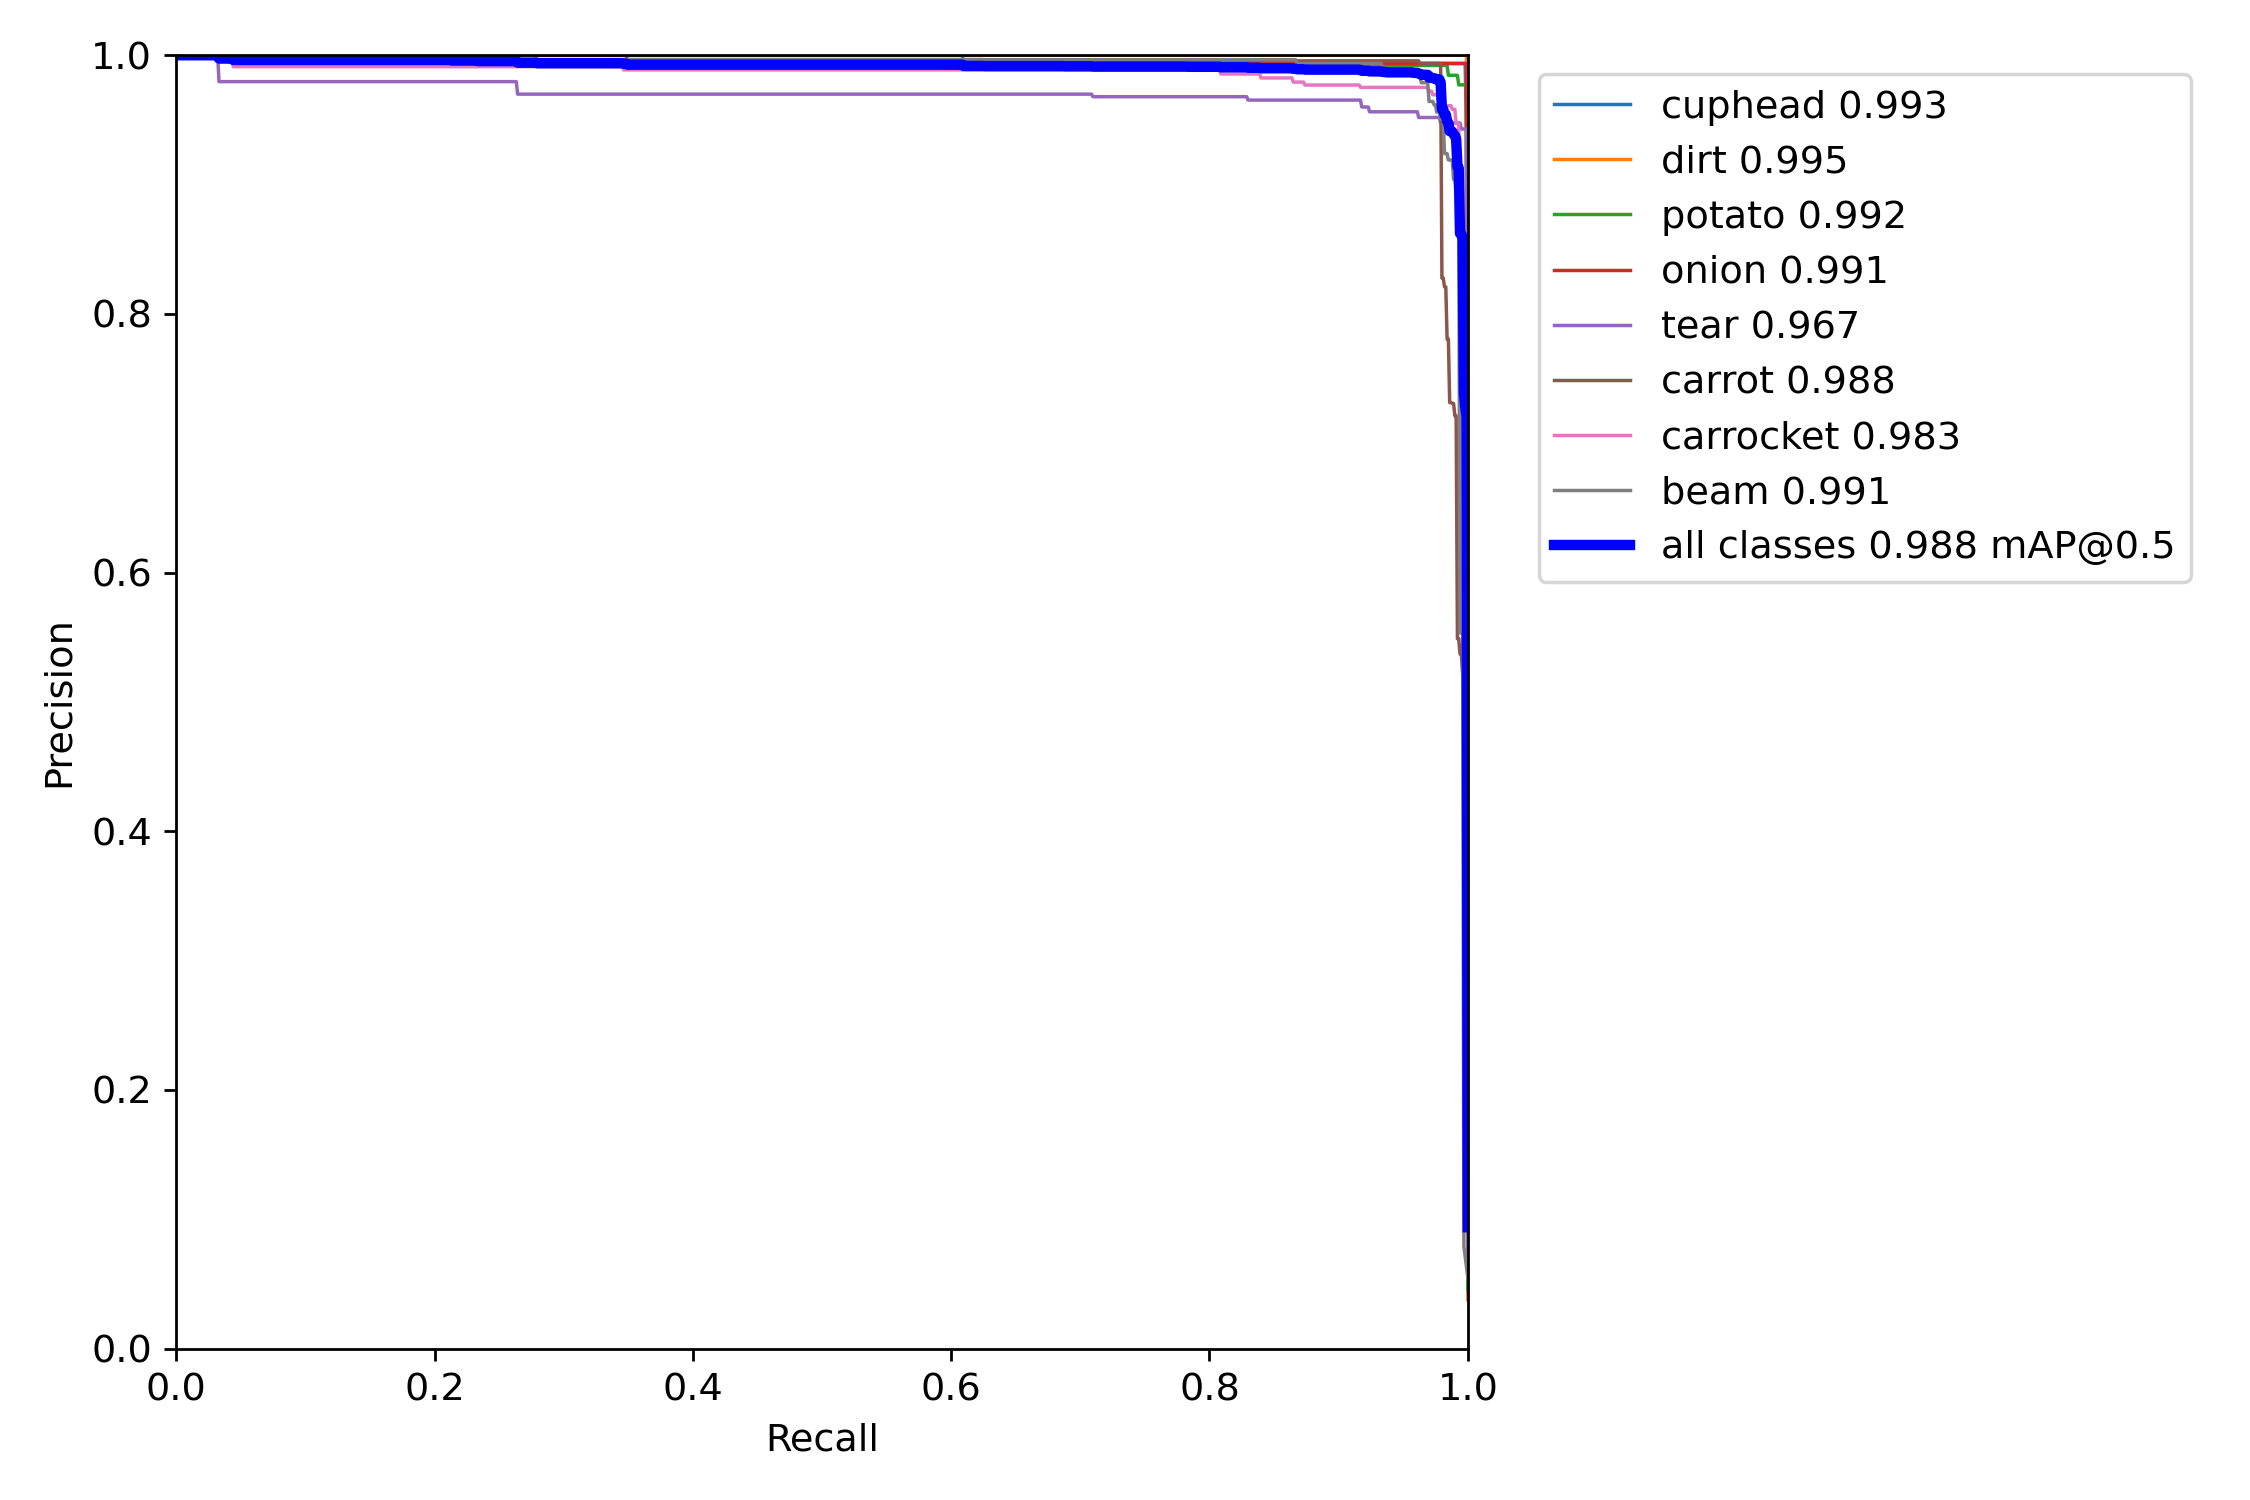 1.0
0.8
0.6
0.4
0.2
0.0
0.0 0.2 0.4 0.6 0.8 1.0
Precision
Recall
cuphead 0.993
dirt 0.995
potato 0.992
onion 0.991
tear 0.967
carrot 0.988
carrocket 0.983
beam 0.991
all classes 0.988 mAP@0.5